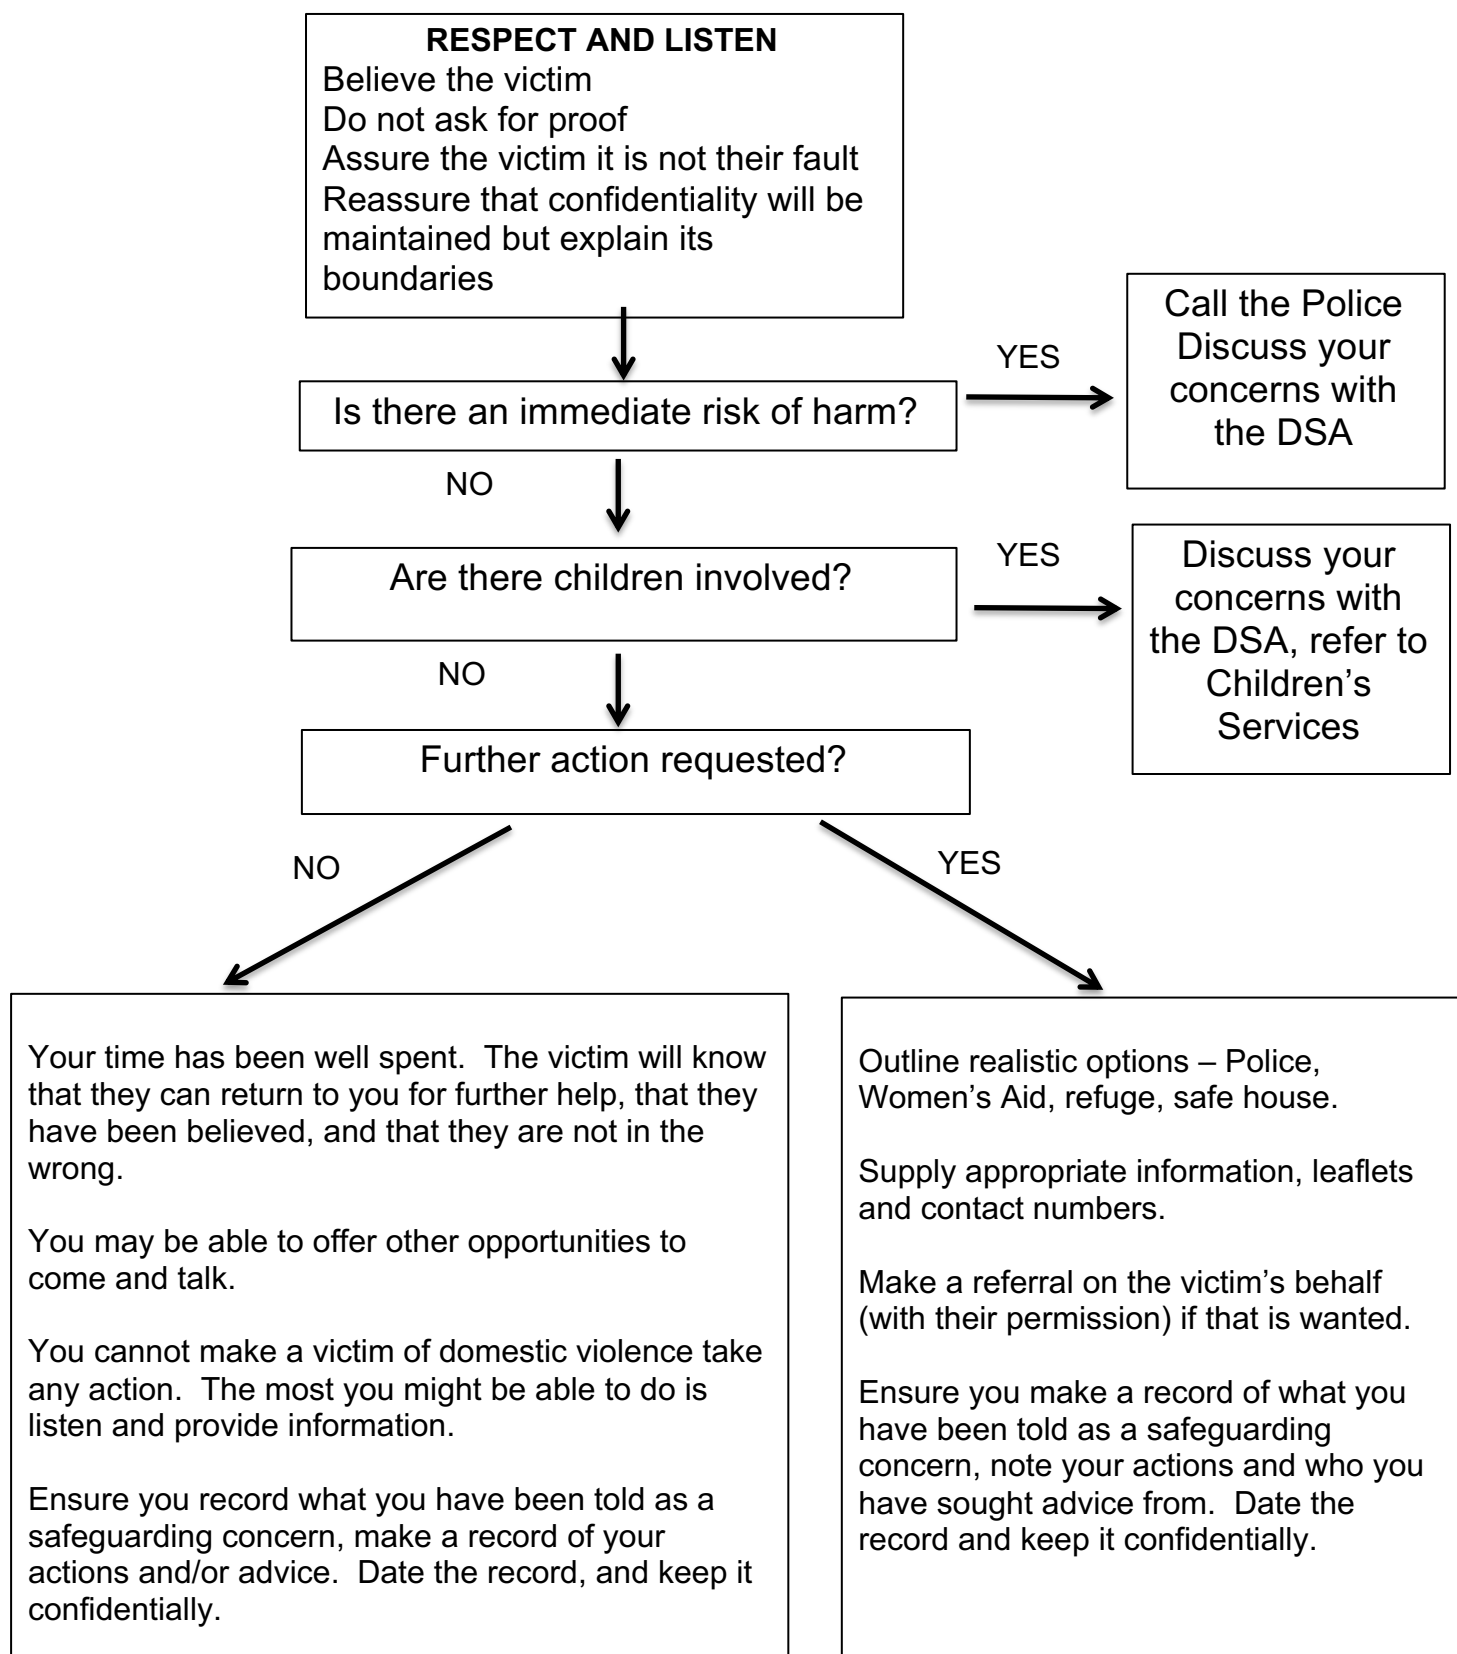 RESPECT AND LISTEN
Believe the victim
Do not ask for proof
Assure the victim it is not their fault
Reassure that confidentiality will be
maintained but explain its
boundaries
Is there an immediate risk of harm?
YES
Call the Police
Discuss your
concerns with
the DSA
NO
Are there children involved?
YES
Discuss your
concerns with
the DSA, refer to
Children’s
Services
NO
Further action requested?
NO
YES
Your time has been well spent.  The victim will know
that they can return to you for further help, that they
have been believed, and that they are not in the
wrong.
You may be able to offer other opportunities to
come and talk.
You cannot make a victim of domestic violence take
any action.  The most you might be able to do is
listen and provide information.
Ensure you record what you have been told as a
safeguarding concern, make a record of your
actions and/or advice.  Date the record, and keep it
confidentially.
Outline realistic options – Police,
Women’s Aid, refuge, safe house.
Supply appropriate information, leaflets
and contact numbers.
Make a referral on the victim’s behalf
(with their permission) if that is wanted.
Ensure you make a record of what you
have been told as a safeguarding
concern, note your actions and who you
have sought advice from.  Date the
record and keep it confidentially.